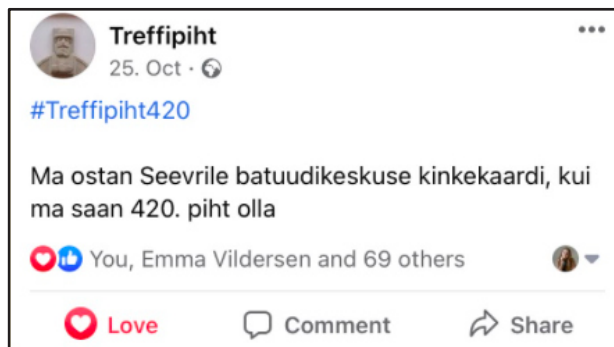 Treffipiht
25. Oct ·
#Treffipiht420
Ma ostan Seevrile batuudikeskuse kinkekaardi, kui
ma saan 420. piht olla
You, Emma Vildersen and 69 others
Love Comment Share